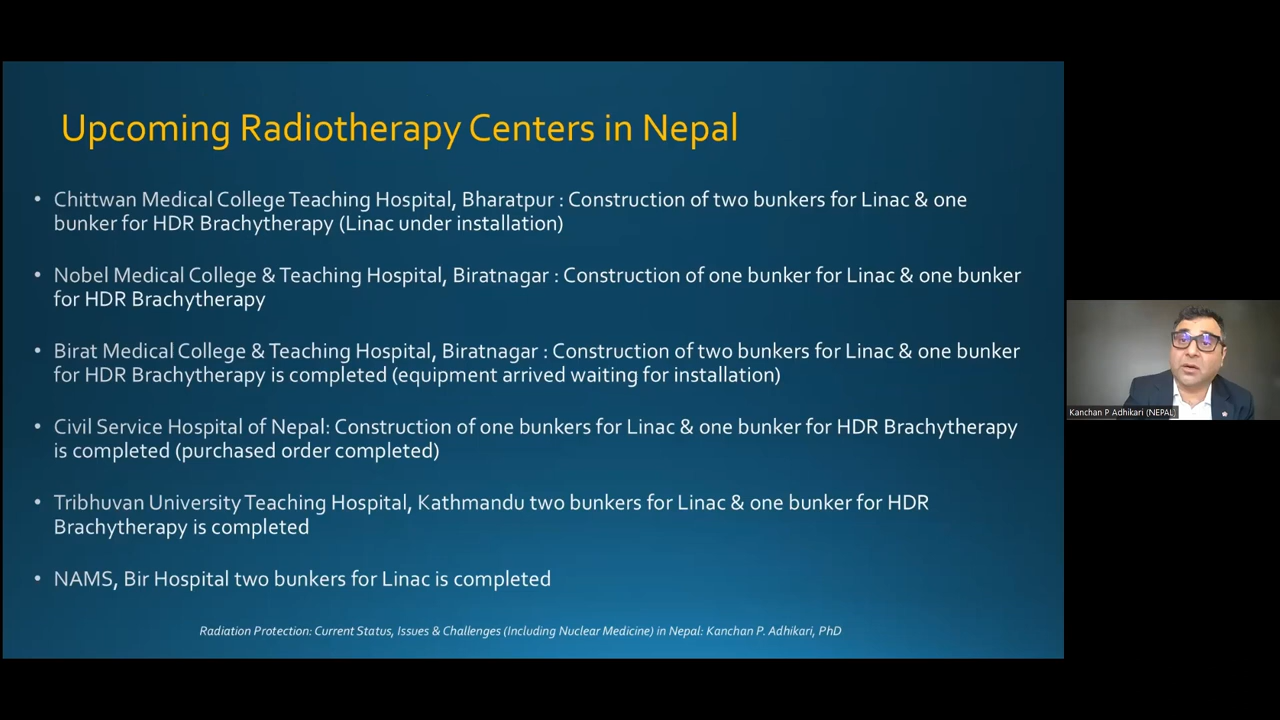 Upcoming Radiotherapy Centers in Nepal
• Chittwan Medical College Teaching Hospital, Bharatpur : Construction of two bunkers for Linac & one
bunker for HDR Brachytherapy (Linac under installation)
• Nobel Medical College & Teaching Hospital, Biratnagar : Construction of one bunker for Linac & one bunker
for HDR Brachytherapy
• Birat Medical College & Teaching Hospital, Biratnagar : Construction of two bunkers for Linac & one bunker
for HDR Brachytherapy is completed (equipment arrived waiting for installation)
• Civil Service Hospital of Nepal: Construction of one bunkers for Linac & one bunker for HDR Brachytherapy
is completed (purchased order completed)
• Tribhuvan University Teaching Hospital, Kathmandu two bunkers for Linac & one bunker for HDR
Brachytherapy is completed
• NAMS, Bir Hospital two bunkers for Linac is completed
Radiation Protection: Current Status, Issues & Challenges (Including Nuclear Medicine) in Nepal: Kanchan P. Adhikari, PhD
Kanchan P Adhikari (NEPAL)